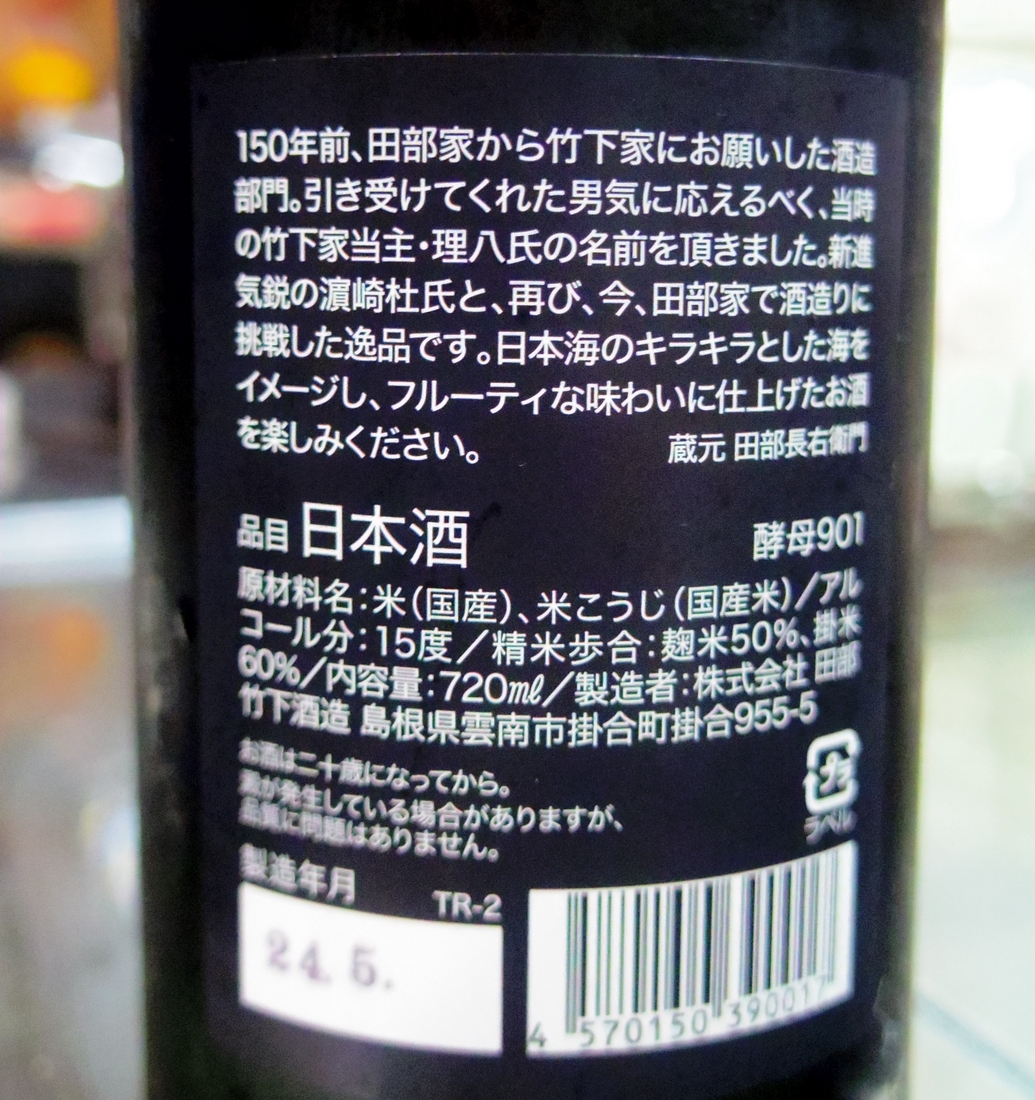 150年前、田部家から竹下家にお願いした酒造
部門。引き受けてくれた男気に応えるべく、当時
の竹下家当主・理八氏の名前を頂きました。新進
気鋭の濵崎杜氏と、再び、今、田部家で酒造りに
挑戦した逸品です。日本海のキラキラとした海を
イメージし、フルーティな味わいに仕上げたお酒
を楽しみください。
蔵元 田部長右衛門
品目 日本酒 酵母901
原材料名:米(国産)、米こうじ(国産米)/アル
コール分:15度/精米歩合:麹米50%、掛米
60%/内容量:720㎖/製造者:株式会社 田部
竹下酒造 島根県雲南市掛合町掛合955-5
お酒は二十歳になってから。
澱が発生している場合がありますが、
品質に問題はありません。
ラベル
製造年月 TR-2
24.5.
4 570150 390017